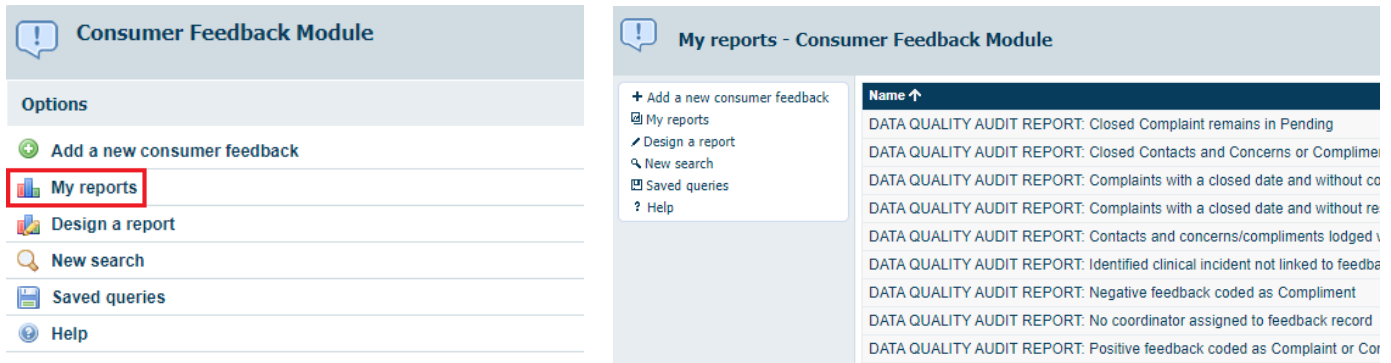 Consumer Feedback Module
Options
Add a new consumer feedback
My reports
Design a report
New search
Saved queries
Help
My reports - Consumer Feedback Module
+ Add a new consumer feedback
My reports
Design a report
New search
Saved queries
? Help
Name ↑
DATA QUALITY AUDIT REPORT: Closed Complaint remains in Pending
DATA QUALITY AUDIT REPORT: Closed Contacts and Concerns or
DATA QUALITY AUDIT REPORT: Complaints with a closed date and without
DATA QUALITY AUDIT REPORT: Complaints with a closed date and without
DATA QUALITY AUDIT REPORT: Contacts and concerns/compliments lodged
DATA QUALITY AUDIT REPORT: Identified clinical incident not linked to
DATA QUALITY AUDIT REPORT: Negative feedback coded as Compliment
DATA QUALITY AUDIT REPORT: No coordinator assigned to feedback record
DATA QUALITY AUDIT REPORT: Positive feedback coded as Complaint or